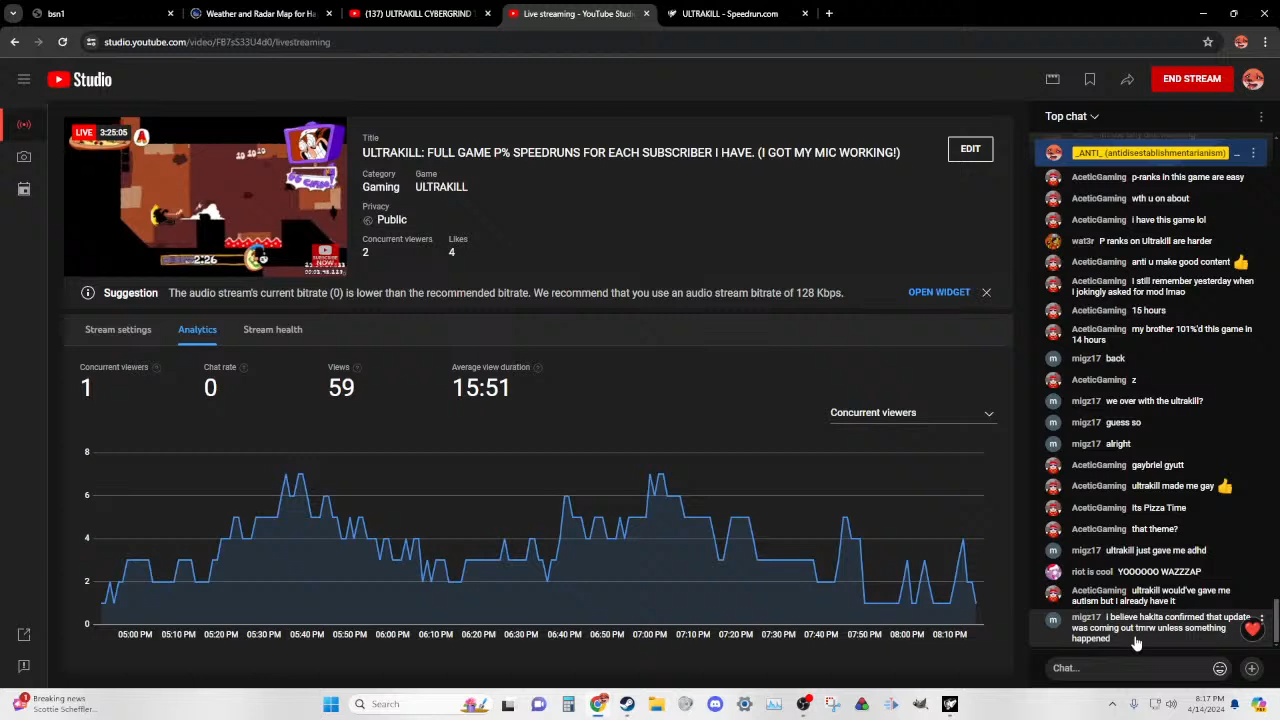 bsn1
Weather and Radar Map for Ha
(137) ULTRAKILL CYBERGRIND
Live streaming - YouTube Studi
ULTRAKILL - Speedrun.com
studio.youtube.com/video/FB7sS33U4d0/livestreaming
Studio
END STREAM
LIVE 3:25:05
2:26
SUBSCRIBE
NOW
Title
ULTRAKILL: FULL GAME P% SPEEDRUNS FOR EACH SUBSCRIBER I HAVE. (I GOT MY MIC WORKING!)
EDIT
Category
Game
Gaming
ULTRAKILL
Privacy
Public
Concurrent viewers
Likes
2
4
Suggestion The audio stream's current bitrate (0) is lower than the recommended bitrate. We recommend that you use an audio stream bitrate of 128 Kbps.
OPEN WIDGET
Stream settings
Analytics
Stream health
Concurrent viewers
Chat rate
Views
Average view duration
1
0
59
15:51
Concurrent viewers
8
6
4
2
0
05:00 PM 05:10 PM 05:20 PM 05:30 PM 05:40 PM 05:50 PM 06:00 PM 06:10 PM 06:20 PM 06:30 PM 06:40 PM 06:50 PM 07:00 PM 07:10 PM 07:20 PM 07:30 PM 07:40 PM 07:50 PM 08:00 PM 08:10 PM
Top chat
_ANTI_ (antidisestablishmentarianism) ...
AceticGaming p-ranks in this game are easy
AceticGaming wth u on about
AceticGaming i have this game lol
wat3r P ranks on Ultrakill are harder
AceticGaming anti u make good content 👍
AceticGaming I still remember yesterday when
I jokingly asked for mod lmao
AceticGaming 15 hours
AceticGaming my brother 101%'d this game in
14 hours
migz17 back
AceticGaming z
migz17 we over with the ultrakill?
migz17 guess so
migz17 alright
AceticGaming gaybriel gyutt
AceticGaming ultrakill made me gay 👍
AceticGaming Its Pizza Time
AceticGaming that theme?
migz17 ultrakill just gave me adhd
riot is cool YOOOOOO WAZZZAP
AceticGaming ultrakill would've gave me
autism but I already have it
migz17 I believe hakita confirmed that update
was coming out tmrw unless something
happened
Chat...
Breaking news
Scottie Scheffler...
Search
8:17 PM
4/14/2024